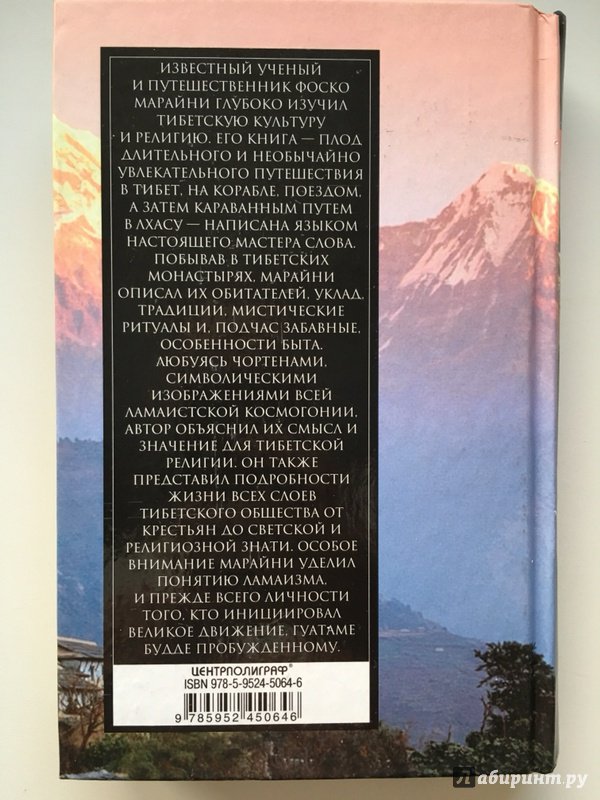 ИЗВЕСТНЫЙ УЧЕНЫЙ
И ПУТЕШЕСТВЕННИК ФОСКО
МАРАЙНИ ГЛУБОКО ИЗУЧИЛ
ТИБЕТСКУЮ КУЛЬТУРУ
И РЕЛИГИЮ. ЕГО КНИГА — ПЛОД
ДЛИТЕЛЬНОГО И НЕОБЫЧАЙНО
УВЛЕКАТЕЛЬНОГО ПУТЕШЕСТВИЯ
В ТИБЕТ, НА КОРАБЛЕ, ПОЕЗДОМ,
А ЗАТЕМ КАРАВАННЫМ ПУТЕМ
В ЛХАСУ — НАПИСАНА ЯЗЫКОМ
НАСТОЯЩЕГО МАСТЕРА СЛОВА.
ПОБЫВАВ В ТИБЕТСКИХ
МОНАСТЫРЯХ, МАРАЙНИ
ОПИСАЛ ИХ ОБИТАТЕЛЕЙ, УКЛАД,
ТРАДИЦИИ, МИСТИЧЕСКИЕ
РИТУАЛЫ И, ПОДЧАС ЗАБАВНЫЕ,
ОСОБЕННОСТИ БЫТА.
ЛЮБУЯСЬ ЧОРТЕНАМИ,
СИМВОЛИЧЕСКИМИ
ИЗОБРАЖЕНИЯМИ ВСЕЙ
ЛАМАИСТСКОЙ КОСМОГОНИИ,
АВТОР ОБЪЯСНИЛ ИХ СМЫСЛ И
ЗНАЧЕНИЕ ДЛЯ ТИБЕТСКОЙ
РЕЛИГИИ. ОН ТАКЖЕ
ПРЕДСТАВИЛ ПОДРОБНОСТИ
ЖИЗНИ ВСЕХ СЛОЕВ
ТИБЕТСКОГО ОБЩЕСТВА ОТ
КРЕСТЬЯН ДО СВЕТСКОЙ И
РЕЛИГИОЗНОЙ ЗНАТИ. ОСОБОЕ
ВНИМАНИЕ МАРАЙНИ УДЕЛИЛ
ПОНЯТИЮ ЛАМАИЗМА,
И ПРЕЖДЕ ВСЕГО ЛИЧНОСТИ
ТОГО, КТО ИНИЦИИРОВАЛ
ВЕЛИКОЕ ДВИЖЕНИЕ, ГУАТАМЕ
БУДДЕ ПРОБУЖДЕННОМУ.
ЦЕНТРПОЛИГРАФ®
ISBN 978-5-9524-5064-6
9 785952 450646
Лабиринт.ру